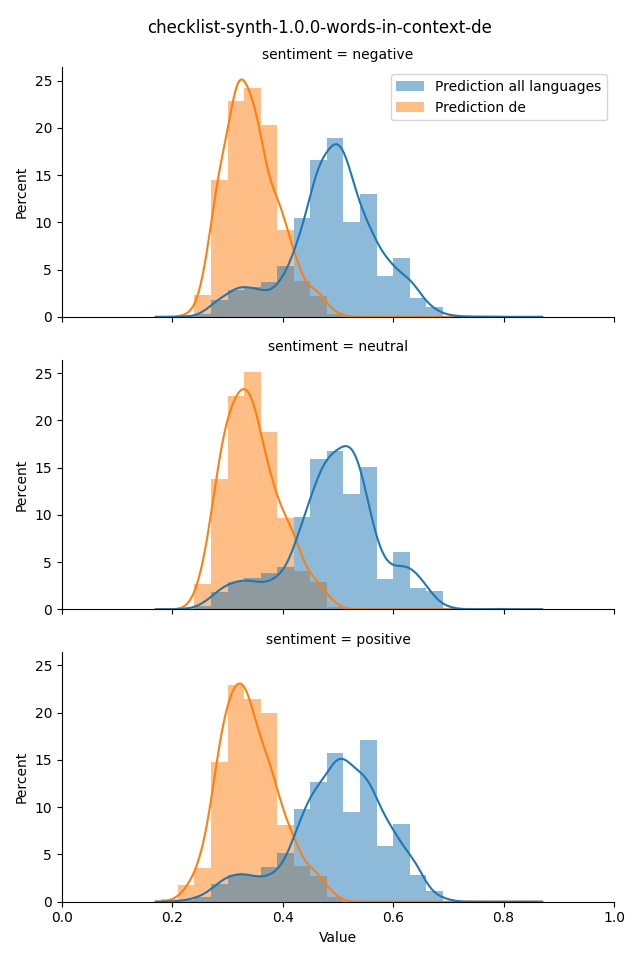 checklist-synth-1.0.0-words-in-context-de
sentiment = negative
Prediction all languages
Prediction de
25
20
15
10
5
0
Percent
sentiment = neutral
25
20
15
10
5
0
Percent
sentiment = positive
25
20
15
10
5
0
Percent
0.0 0.2 0.4 0.6 0.8 1.0
Value